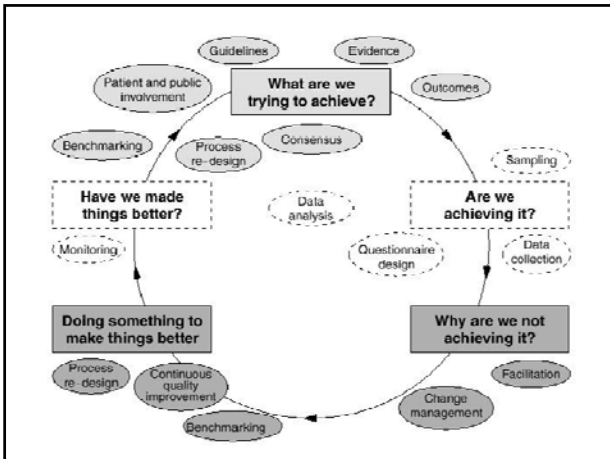 Guidelines
Evidence
Patient and public
involvement
What are we
trying to achieve?
Outcomes
Benchmarking
Process
re-design
Consensus
Sampling
Have we made
things better?
Data
analysis
Are we
achieving it?
Monitoring
Questionnaire
design
Data
collection
Doing something to
make things better
Why are we not
achieving it?
Process
re-design
Continuous
quality
improvement
Facilitation
Change
management
Benchmarking